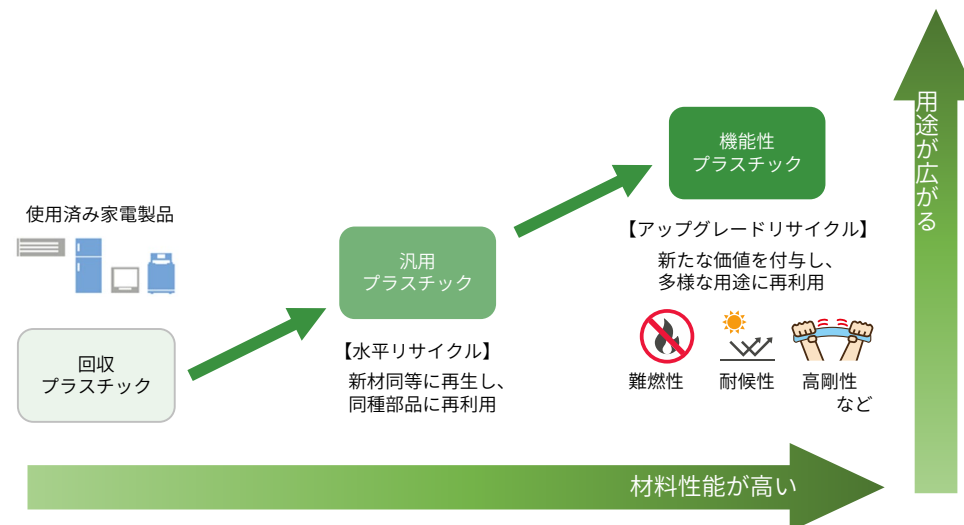 使用済み家電製品
回収
プラスチック
汎用
プラスチック
【水平リサイクル】
新材同等に再生し、
同種部品に再利用
機能性
プラスチック
【アップグレードリサイクル】
新たな価値を付与し、
多様な用途に再利用
難燃性
耐候性
高剛性
など
材料性能が高い
用途が広がる